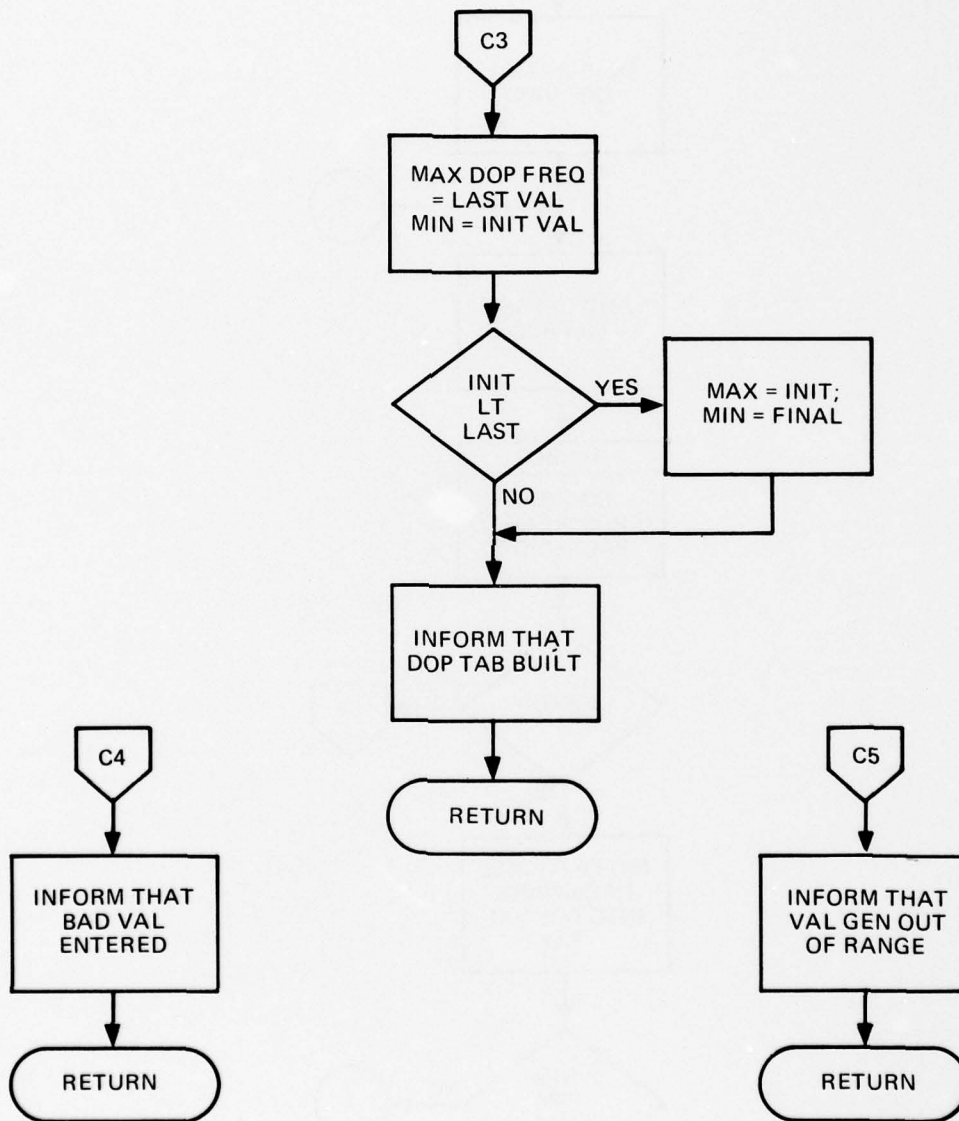 C3
MAX DOP FREQ
= LAST VAL
MIN = INIT VAL
INIT
LT
LAST
YES
MAX = INIT;
MIN = FINAL
NO
INFORM THAT
DOP TAB BUILT
RETURN
C4
INFORM THAT
BAD VAL
ENTERED
RETURN
C5
INFORM THAT
VAL GEN OUT
OF RANGE
RETURN